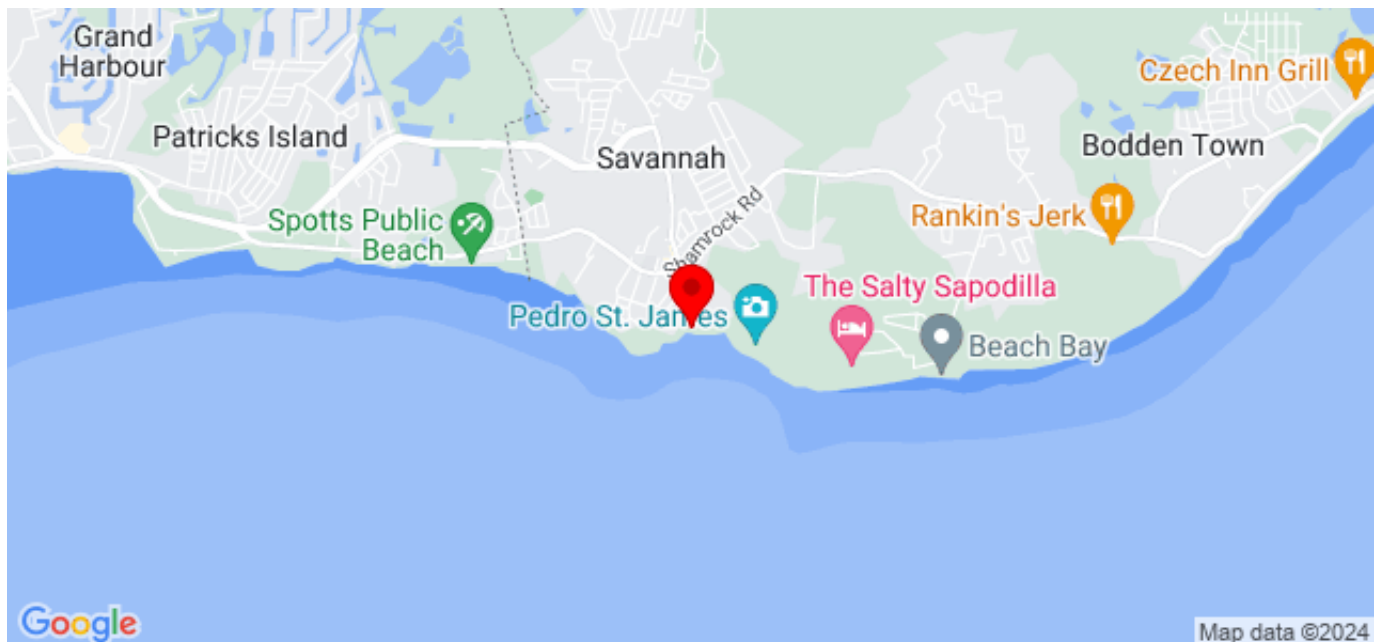 Grand
Harbour
Czech Inn Grill
Patricks Island
Savannah
Bodden Town
Shamrock Rd
Spotts Public
Beach
Rankin's Jerk
The Salty Sapodilla
Pedro St. James
Beach Bay
Google
Map data ©2024